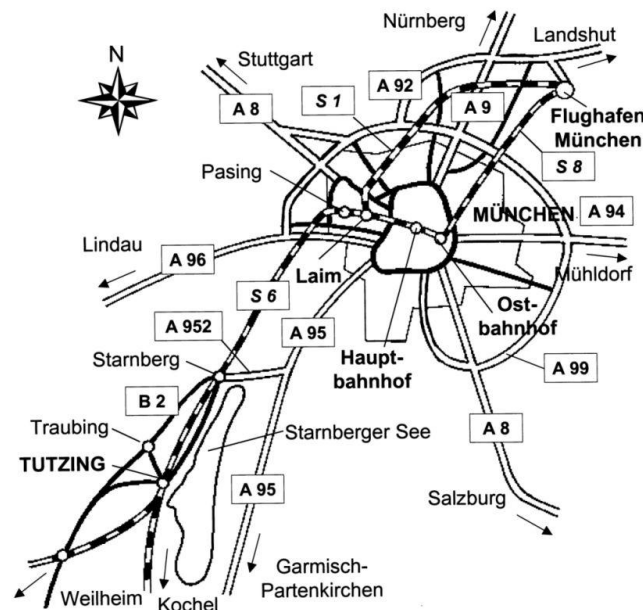 Nürnberg
N
Landshut
Stuttgart
A 92
A 8
S 1
A 9
Flughafen
München
S 8
Pasing
MÜNCHEN
A 94
Lindau
A 96
Laim
Mühldorf
S 6
Ost-
bahnhof
A 952
A 95
Haupt-
bahnhof
Starnberg
A 99
B 2
Traubing
Starnberger See
A 8
TUTZING
A 95
Salzburg
Garmisch-
Partenkirchen
Weilheim
Kochel